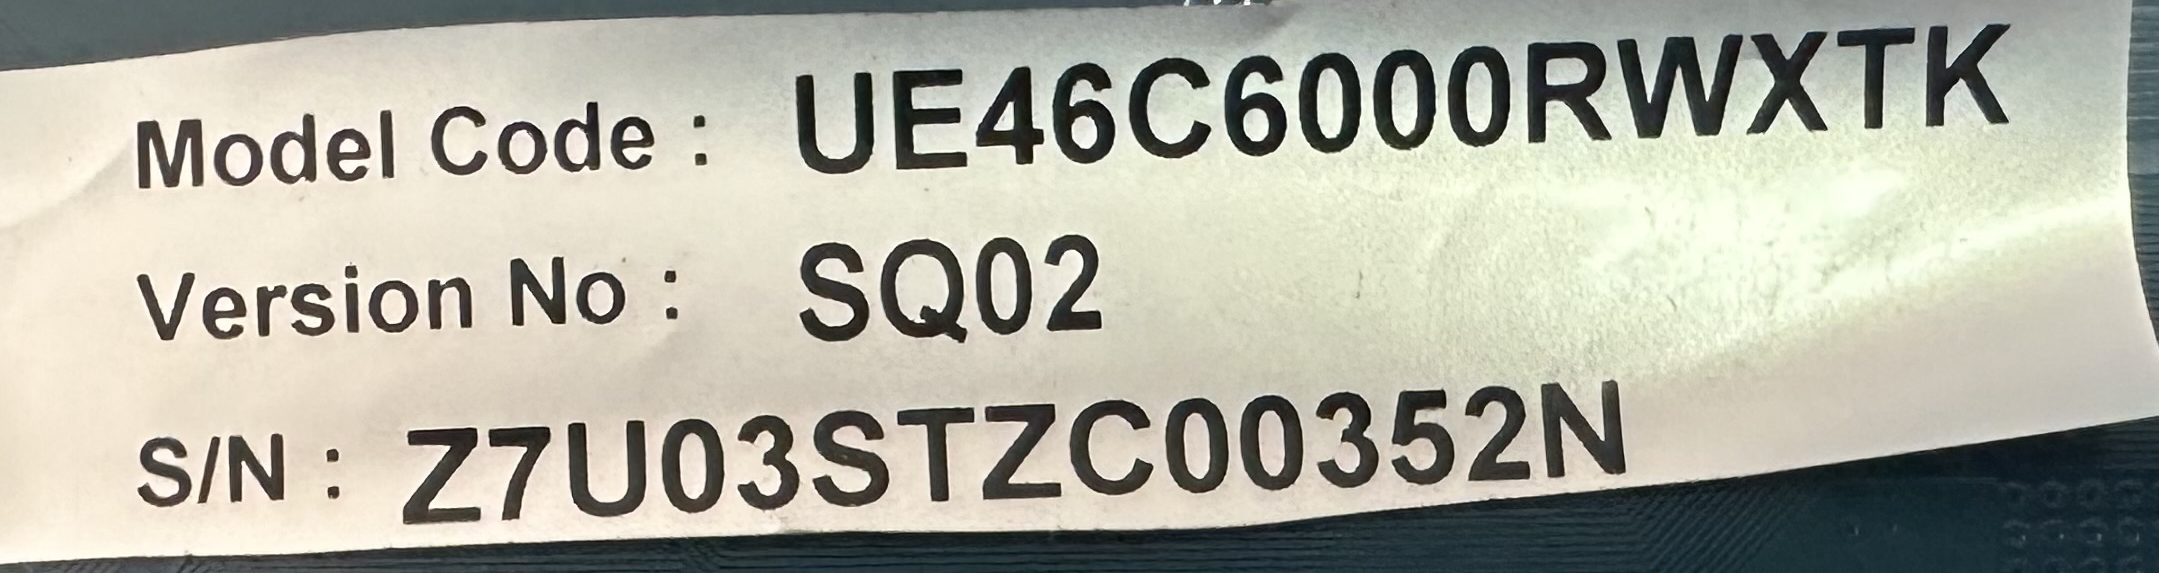 Model Code : UE46C6000RWXTK
Version No : SQ02
S/N : Z7U03STZC00352N